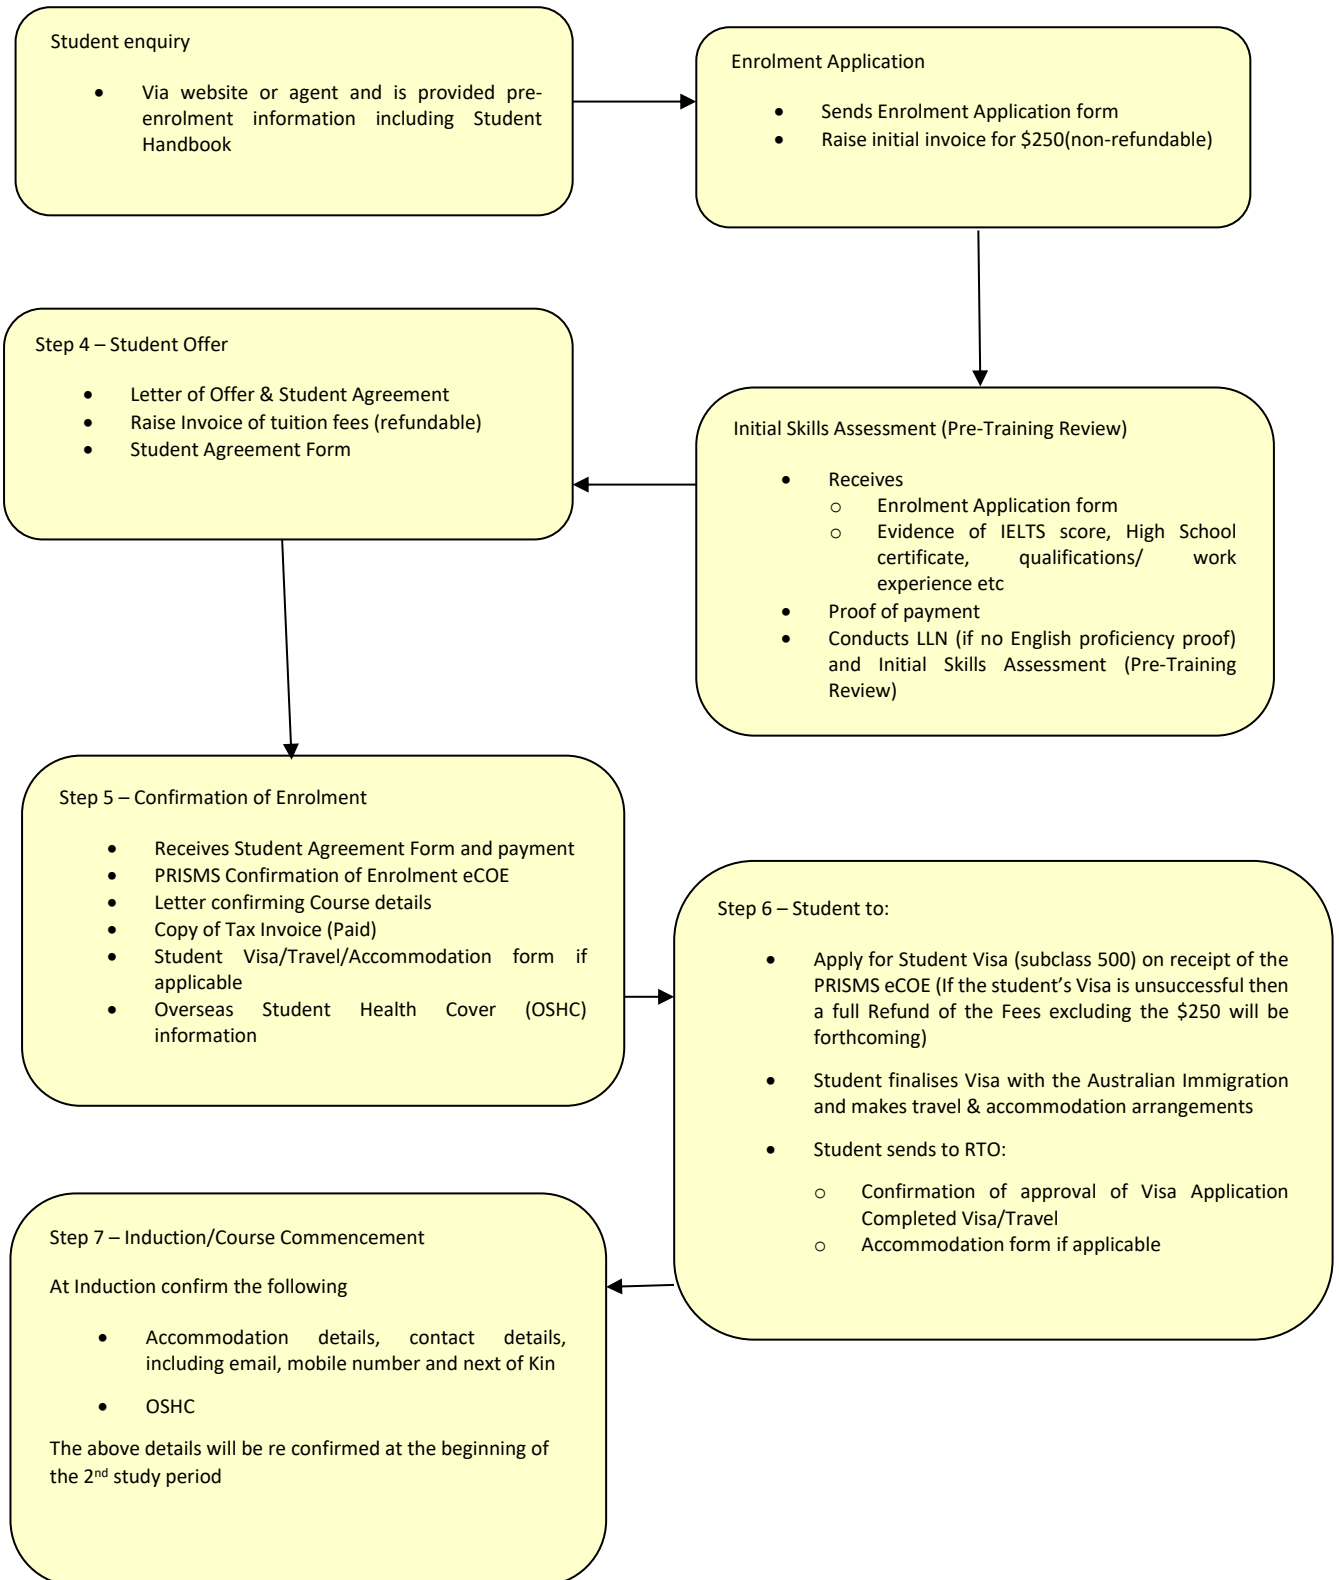 Student enquiry
• Via website or agent and is provided pre-
enrolment information including Student
Handbook
Enrolment Application
• Sends Enrolment Application form
• Raise initial invoice for $250(non-refundable)
Initial Skills Assessment (Pre-Training Review)
• Receives
o Enrolment Application form
o Evidence of IELTS score, High School
certificate, qualifications/ work
experience etc
• Proof of payment
• Conducts LLN (if no English proficiency proof)
and Initial Skills Assessment (Pre-Training
Review)
Step 4 – Student Offer
• Letter of Offer & Student Agreement
• Raise Invoice of tuition fees (refundable)
• Student Agreement Form
Step 5 – Confirmation of Enrolment
• Receives Student Agreement Form and payment
• PRISMS Confirmation of Enrolment eCOE
• Letter confirming Course details
• Copy of Tax Invoice (Paid)
• Student Visa/Travel/Accommodation form if
applicable
• Overseas Student Health Cover (OSHC)
information
Step 6 – Student to:
• Apply for Student Visa (subclass 500) on receipt of the
PRISMS eCOE (If the student’s Visa is unsuccessful then
a full Refund of the Fees excluding the $250 will be
forthcoming)
• Student finalises Visa with the Australian Immigration
and makes travel & accommodation arrangements
• Student sends to RTO:
o Confirmation of approval of Visa Application
Completed Visa/Travel
o Accommodation form if applicable
Step 7 – Induction/Course Commencement
At Induction confirm the following
• Accommodation details, contact details,
including email, mobile number and next of Kin
• OSHC
The above details will be re confirmed at the beginning of
the 2nd study period